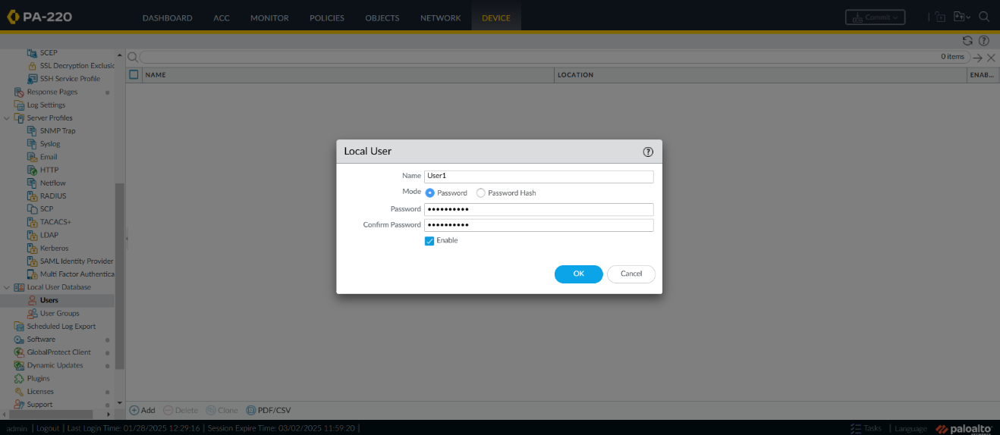 PA-220
DASHBOARD
ACC
MONITOR
POLICIES
OBJECTS
NETWORK
DEVICE
Commit
SCEP
SSL Decryption Exclusio
SSH Service Profile
Response Pages
Log Settings
Server Profiles
SNMP Trap
Syslog
Email
HTTP
Netflow
RADIUS
SCP
TACACS+
LDAP
Kerberos
SAML Identity Provider
Multi Factor Authentica
Local User Database
Users
User Groups
Scheduled Log Export
Software
GlobalProtect Client
Dynamic Updates
Plugins
Licenses
Support
0 items
NAME
LOCATION
ENAB...
Local User
Name User1
Mode Password Password Hash
Password ••••••••••
Confirm Password ••••••••••
Enable
OK
Cancel
Add
Delete
Clone
PDF/CSV
admin | Logout | Last Login Time: 01/28/2025 12:29:16 | Session Expire Time: 03/02/2025 11:59:20 |
Tasks | Language
paloalto
NETWORKS